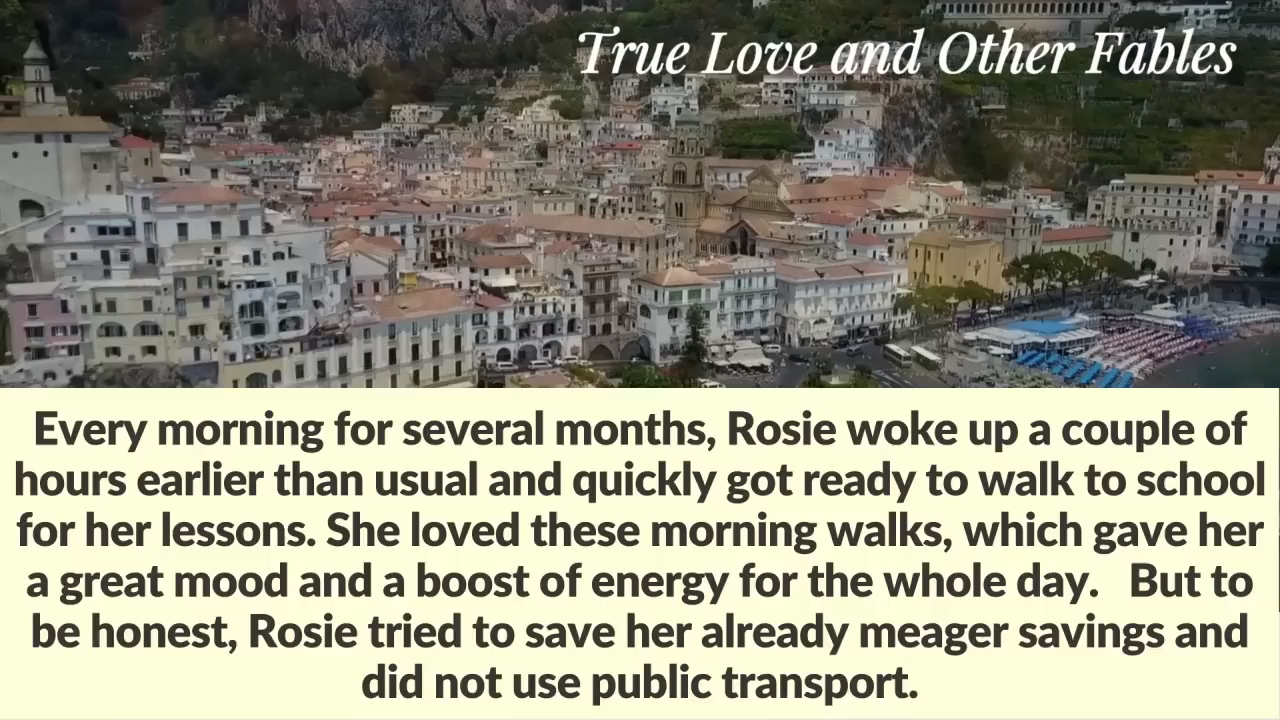 True Love and Other Fables
Every morning for several months, Rosie woke up a couple of
hours earlier than usual and quickly got ready to walk to school
for her lessons. She loved these morning walks, which gave her
a great mood and a boost of energy for the whole day.   But to
be honest, Rosie tried to save her already meager savings and
did not use public transport.